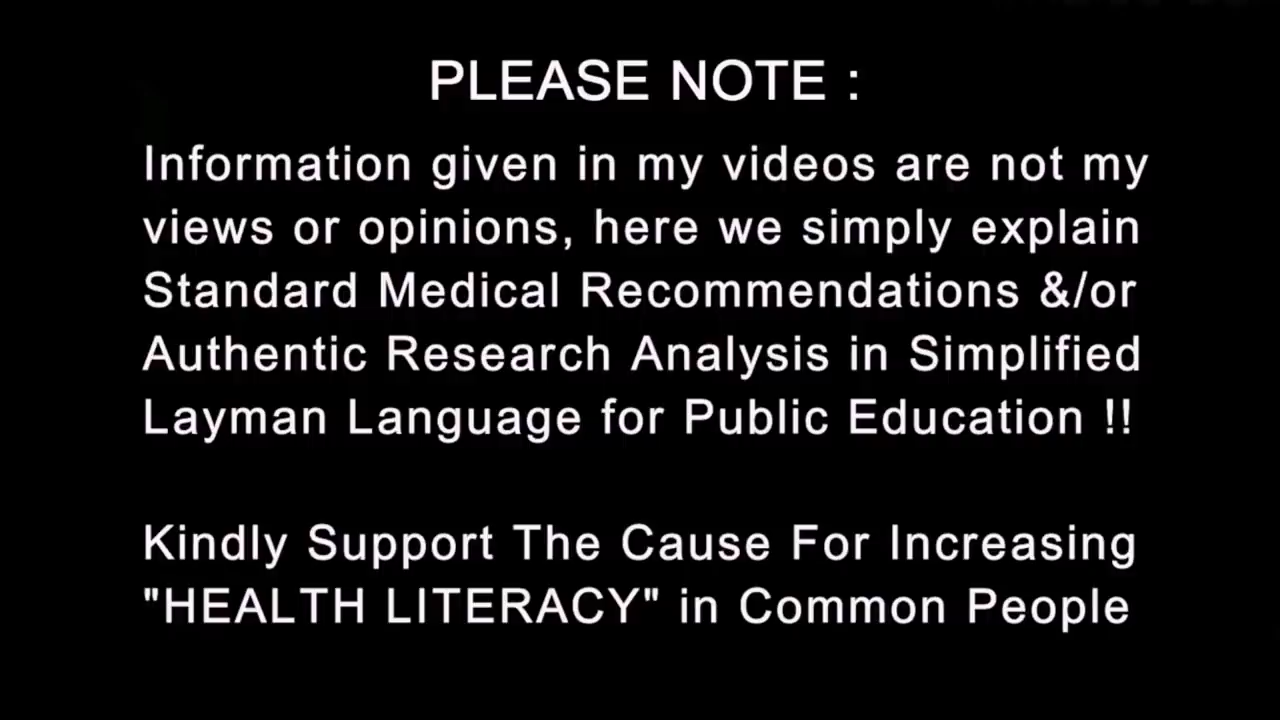 PLEASE NOTE :
Information given in my videos are not my
views or opinions, here we simply explain
Standard Medical Recommendations &/or
Authentic Research Analysis in Simplified
Layman Language for Public Education !!
Kindly Support The Cause For Increasing
"HEALTH LITERACY" in Common People